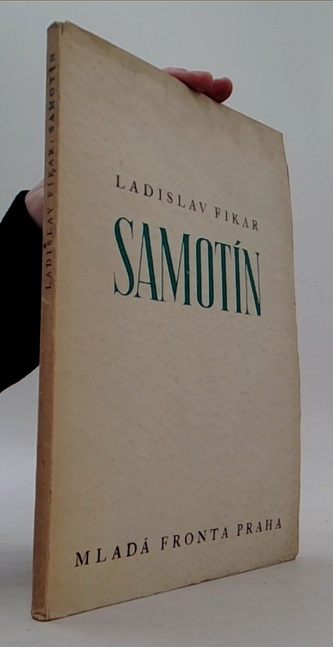 LADISLAV FIKAR
SAMOTÍN
MLADÁ FRONTA PRAHA
LADISLAV FIKAR: SAMOTÍN